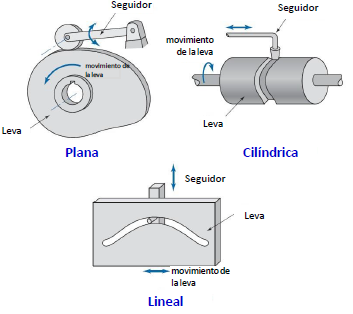 Seguidor
movimiento de
la leva
Leva
Plana
Seguidor
movimiento
de la leva
Leva
Cilíndrica
Seguidor
Leva
movimiento de
la leva
Lineal